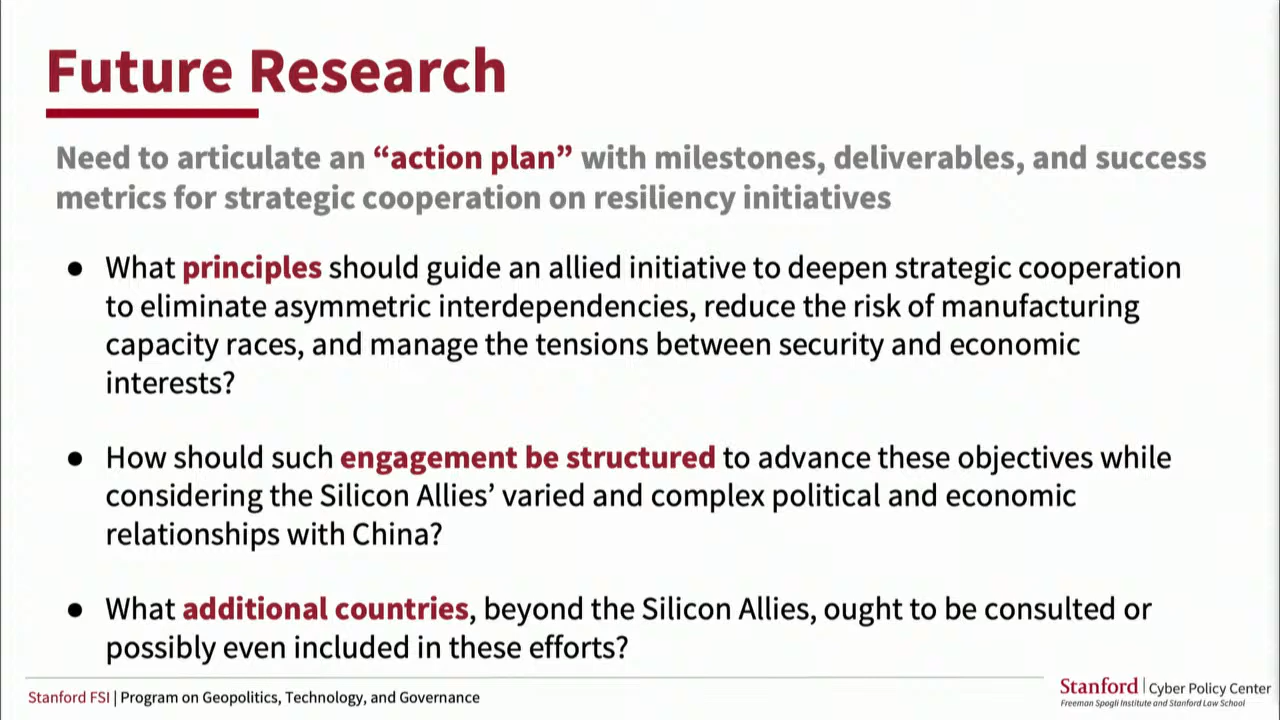 Future Research
Need to articulate an “action plan” with milestones, deliverables, and success
metrics for strategic cooperation on resiliency initiatives
● What principles should guide an allied initiative to deepen strategic cooperation
to eliminate asymmetric interdependencies, reduce the risk of manufacturing
capacity races, and manage the tensions between security and economic
interests?
● How should such engagement be structured to advance these objectives while
considering the Silicon Allies’ varied and complex political and economic
relationships with China?
● What additional countries, beyond the Silicon Allies, ought to be consulted or
possibly even included in these efforts?
Stanford FSI | Program on Geopolitics, Technology, and Governance
Stanford | Cyber Policy Center
Freeman Spogli Institute and Stanford Law School